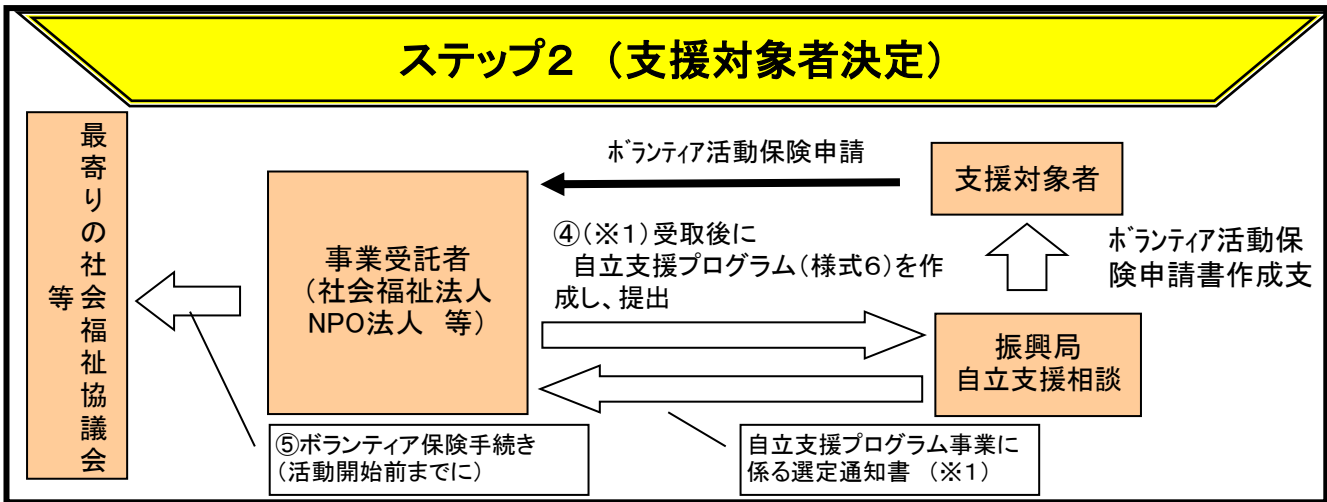 ステップ２ （支援対象者決定）
最寄りの社会福祉協議会
等
事業受託者
（社会福祉法人
NPO法人　等）
ﾎﾞﾗﾝﾃｨｱ活動保険申請
支援対象者
④（※１）受取後に
自立支援プログラム（様式６）を作
成し、提出
ﾎﾞﾗﾝﾃｨｱ活動保
険申請書作成支
振興局
自立支援相談
⑤ボランティア保険手続き
（活動開始前までに）
自立支援プログラム事業に
係る選定通知書 （※１）